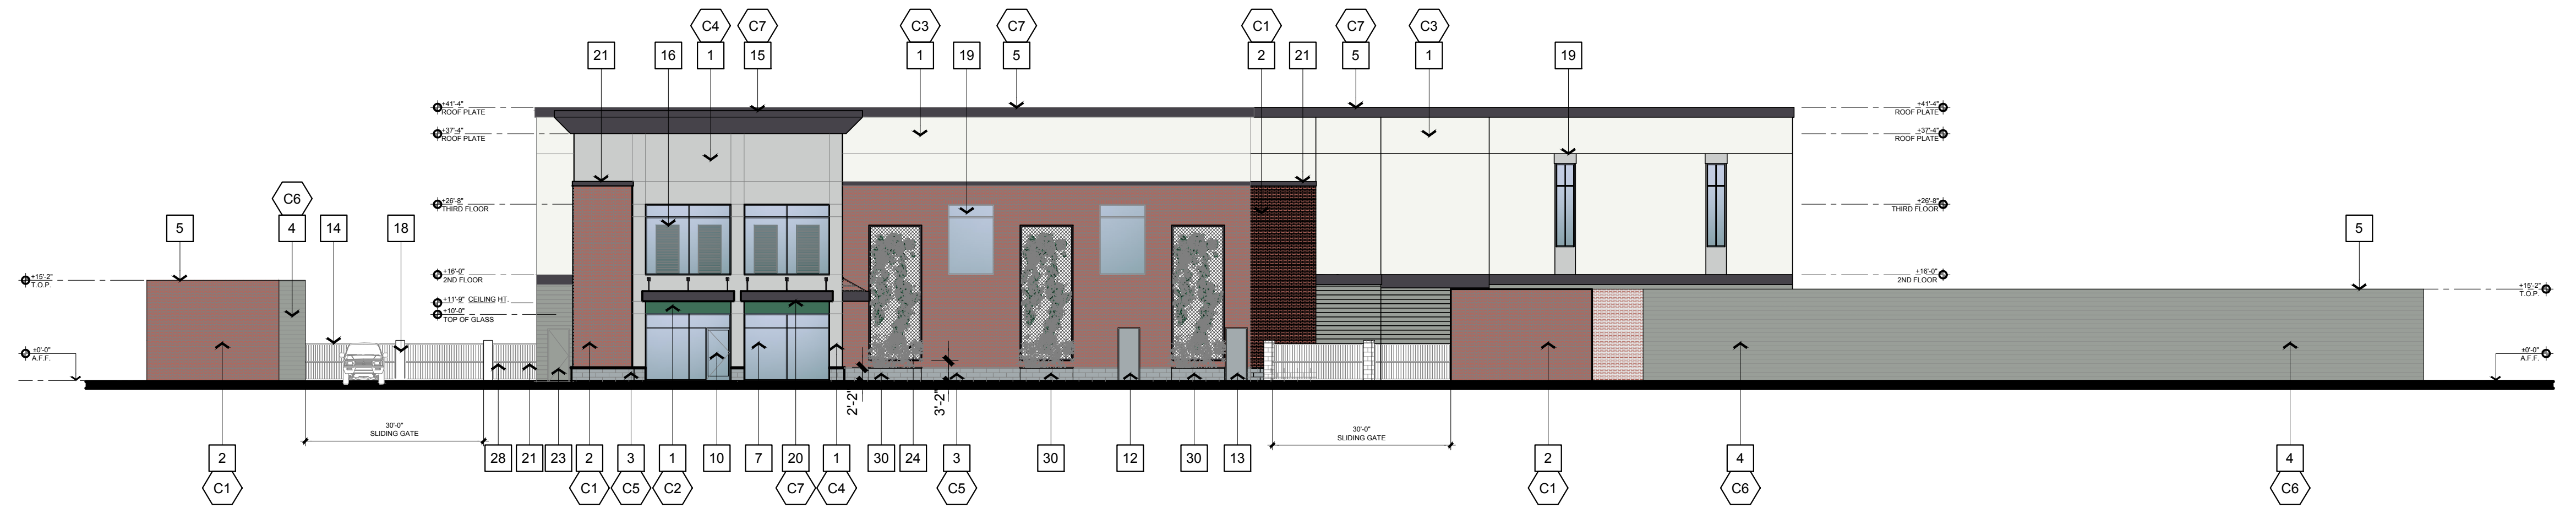 C4 C7 C3 C7 C1 C7 C3
21 16 1 15 1 19 5 2 21 5 1 19
+41'-4"
ROOF PLATE
+37'-4"
ROOF PLATE
+26'-8"
THIRD FLOOR
+16'-0"
2ND FLOOR
+11'-9" CEILING HT.
+10'-0"
TOP OF GLASS
+41'-4"
ROOF PLATE
+37'-4"
ROOF PLATE
+26'-8"
THIRD FLOOR
+16'-0"
2ND FLOOR
C6
5 4 14 18 5
+15'-2"
T.O.P.
±0'-0"
A.F.F.
+15'-2"
T.O.P.
±0'-0"
A.F.F.
2'-2"
3'-2"
30'-0"
SLIDING GATE
30'-0"
SLIDING GATE
2 28 21 23 2 3 1 10 7 20 1 30 24 3 30 12 30 13 2 4 4
C1 C1 C5 C2 C7 C4 C5 C1 C6 C6